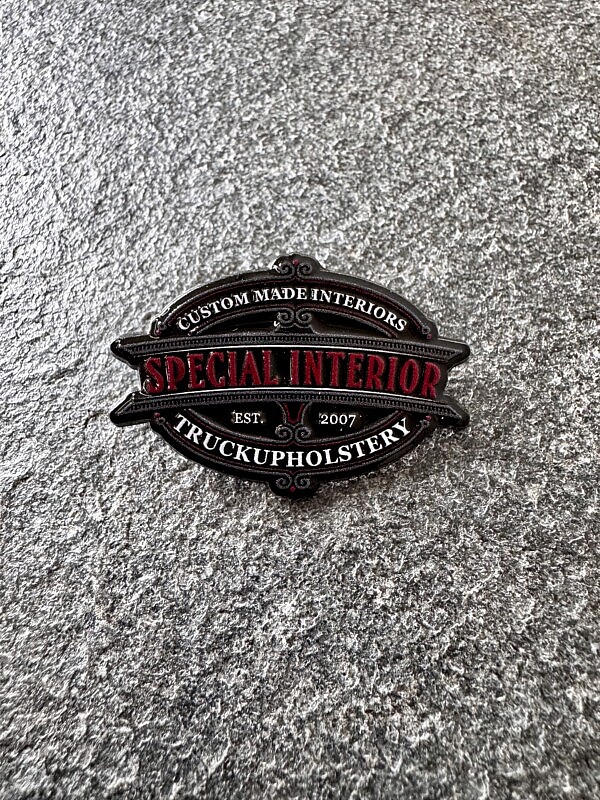 CUSTOM MADE INTERIORS
SPECIAL INTERIOR
EST. 2007
TRUCKUPHOLSTERY